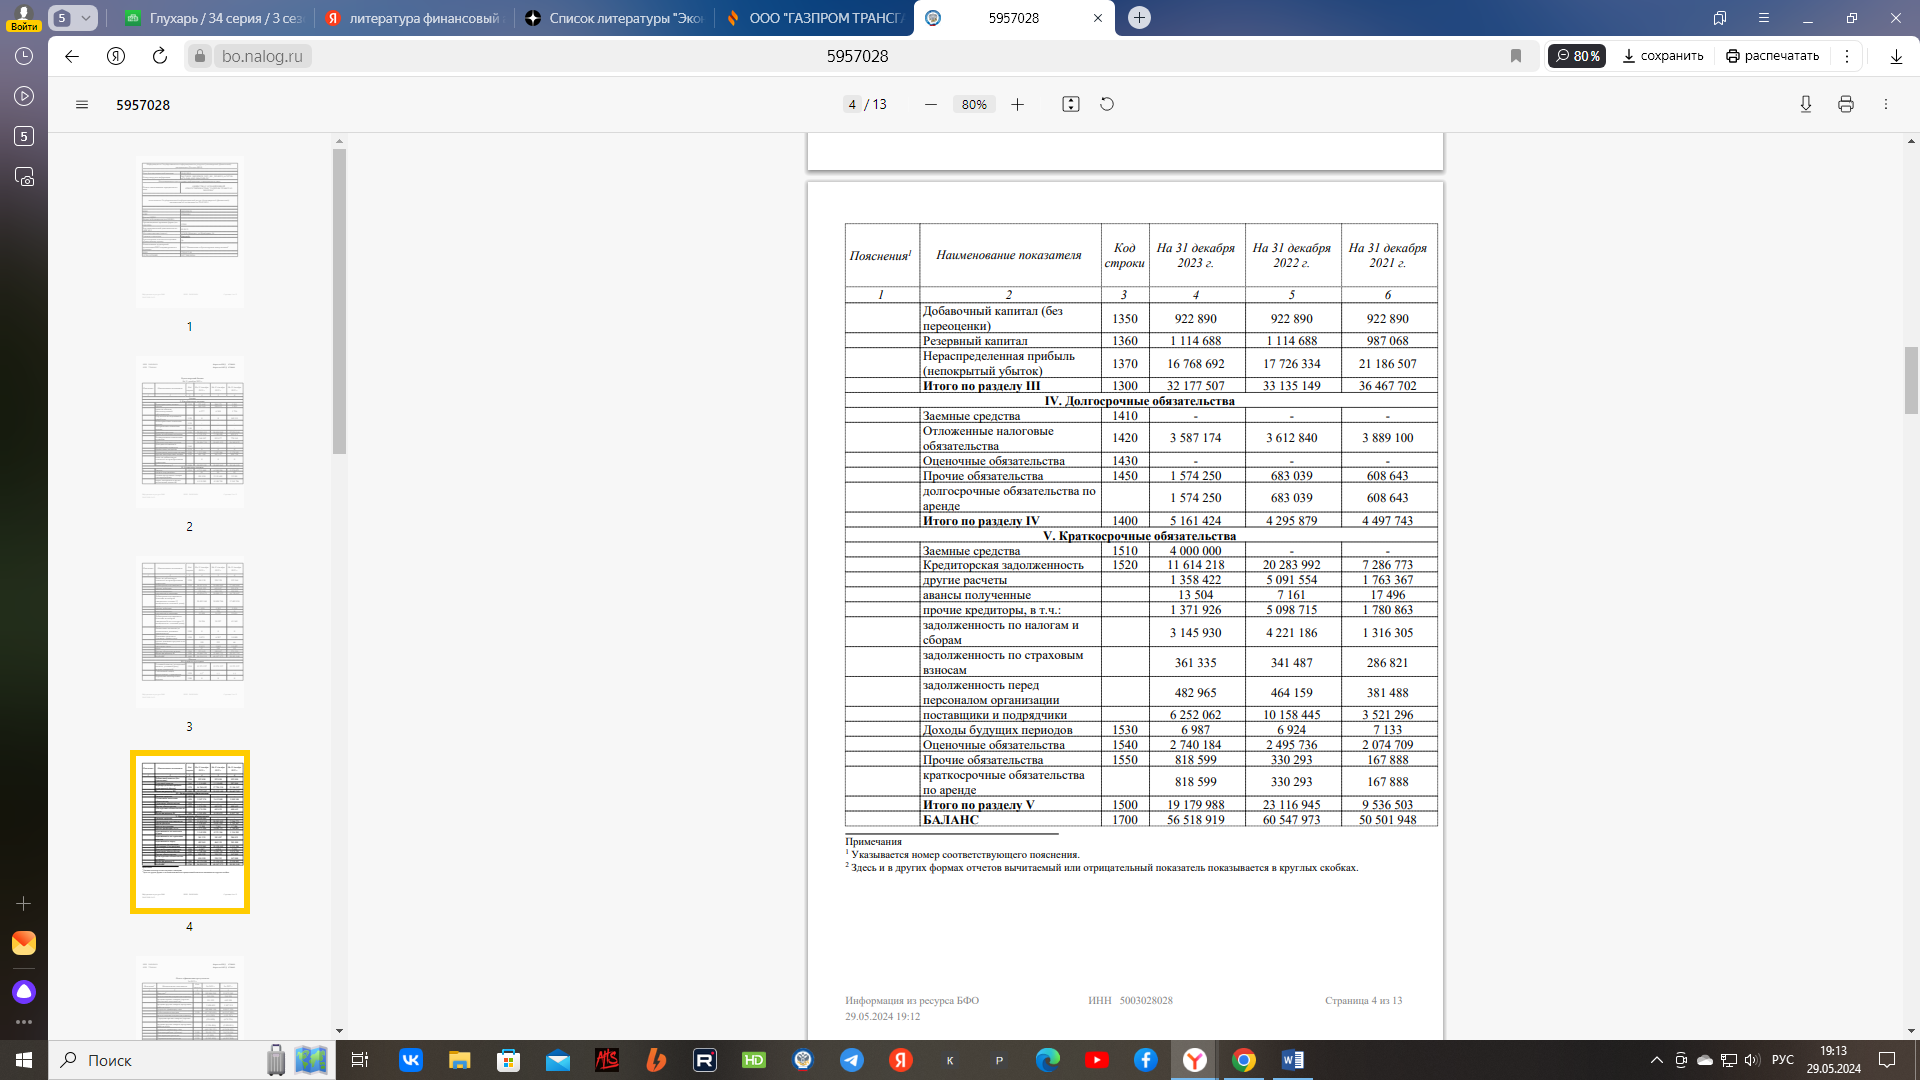 Войти
5
Глухарь / 34 серия / 3 сез
литература финансовый
Список литературы "Экон
ООО "ГАЗПРОМ ТРАНСГА
5957028
bo.nalog.ru
5957028
80%
сохранить
распечатать
5
5957028
4 / 13
80%
1
2
3
4
Пояснения¹ Наименование показателя Код строки На 31 декабря 2023 г. На 31 декабря 2022 г. На 31 декабря 2021 г.
1 2 3 4 5 6
Добавочный капитал (без переоценки) 1350 922 890 922 890 922 890
Резервный капитал 1360 1 114 688 1 114 688 987 068
Нераспределенная прибыль (непокрытый убыток) 1370 16 768 692 17 726 334 21 186 507
Итого по разделу III 1300 32 177 507 33 135 149 36 467 702
IV. Долгосрочные обязательства
Заемные средства 1410 - - -
Отложенные налоговые обязательства 1420 3 587 174 3 612 840 3 889 100
Оценочные обязательства 1430 - - -
Прочие обязательства 1450 1 574 250 683 039 608 643
долгосрочные обязательства по аренде 1 574 250 683 039 608 643
Итого по разделу IV 1400 5 161 424 4 295 879 4 497 743
V. Краткосрочные обязательства
Заемные средства 1510 4 000 000 - -
Кредиторская задолженность 1520 11 614 218 20 283 992 7 286 773
другие расчеты 1 358 422 5 091 554 1 763 367
авансы полученные 13 504 7 161 17 496
прочие кредиторы, в т.ч.: 1 371 926 5 098 715 1 780 863
задолженность по налогам и сборам 3 145 930 4 221 186 1 316 305
задолженность по страховым взносам 361 335 341 487 286 821
задолженность перед персоналом организации 482 965 464 159 381 488
поставщики и подрядчики 6 252 062 10 158 445 3 521 296
Доходы будущих периодов 1530 6 987 6 924 7 133
Оценочные обязательства 1540 2 740 184 2 495 736 2 074 709
Прочие обязательства 1550 818 599 330 293 167 888
краткосрочные обязательства по аренде 818 599 330 293 167 888
Итого по разделу V 1500 19 179 988 23 116 945 9 536 503
БАЛАНС 1700 56 518 919 60 547 973 50 501 948
Примечания
¹ Указывается номер соответствующего пояснения.
² Здесь и в других формах отчетов вычитаемый или отрицательный показатель показывается в круглых скобках.
Информация из ресурса БФО ИНН 5003028028 Страница 4 из 13
29.05.2024 19:12
Поиск
HD
К
Р
РУС
19:13
29.05.2024